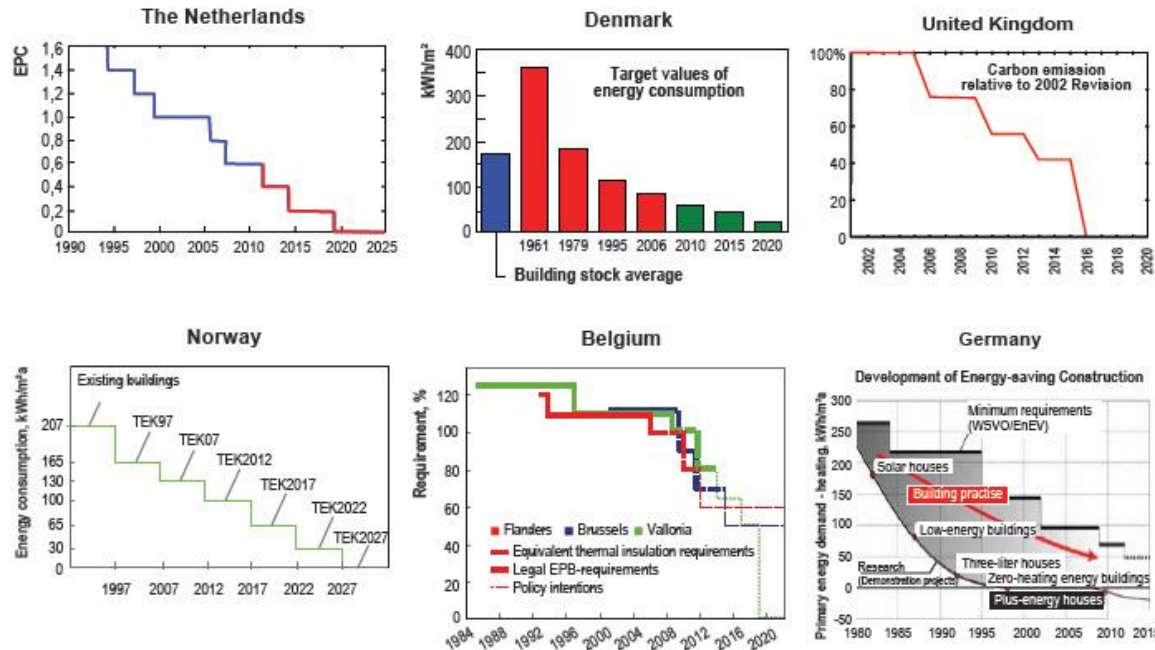 The Netherlands
EPC
1,6
1,4
1,2
1,0
0,8
0,6
0,4
0,2
0
1990 1995 2000 2005 2010 2015 2020 2025
Denmark
kWh/m²
400
300
200
100
0
Target values of
energy consumption
1961 1979 1995 2006 2010 2015 2020
Building stock average
United Kingdom
100%
80
60
40
20
0
Carbon emission
relative to 2002 Revision
2002 2004 2006 2008 2010 2012 2014 2016 2018 2020
Norway
Energy consumption, kWh/m²a
Existing buildings
207
165
130
100
65
30
0
TEK97
TEK07
TEK2012
TEK2017
TEK2022
TEK2027
1997 2007 2012 2017 2022 2027
Belgium
Requirement, %
120
100
80
60
40
20
0
Flanders Brussels Vallonia
Equivalent thermal insulation requirements
Legal EPB-requirements
Policy intentions
1984 1988 1992 1996 2000 2004 2008 2012 2016 2020
Germany
Development of Energy-saving Construction
Primary energy demand - heating, kWh/m²a
300
250
200
150
100
50
0
-50
Minimum requirements
(WSVO/EnEV)
Solar houses
Building practise
Low-energy buildings
Three-liter houses
Research
(Demonstration projects)
Zero-heating energy buildings
Plus-energy houses
1980 1985 1990 1995 2000 2005 2010 2015